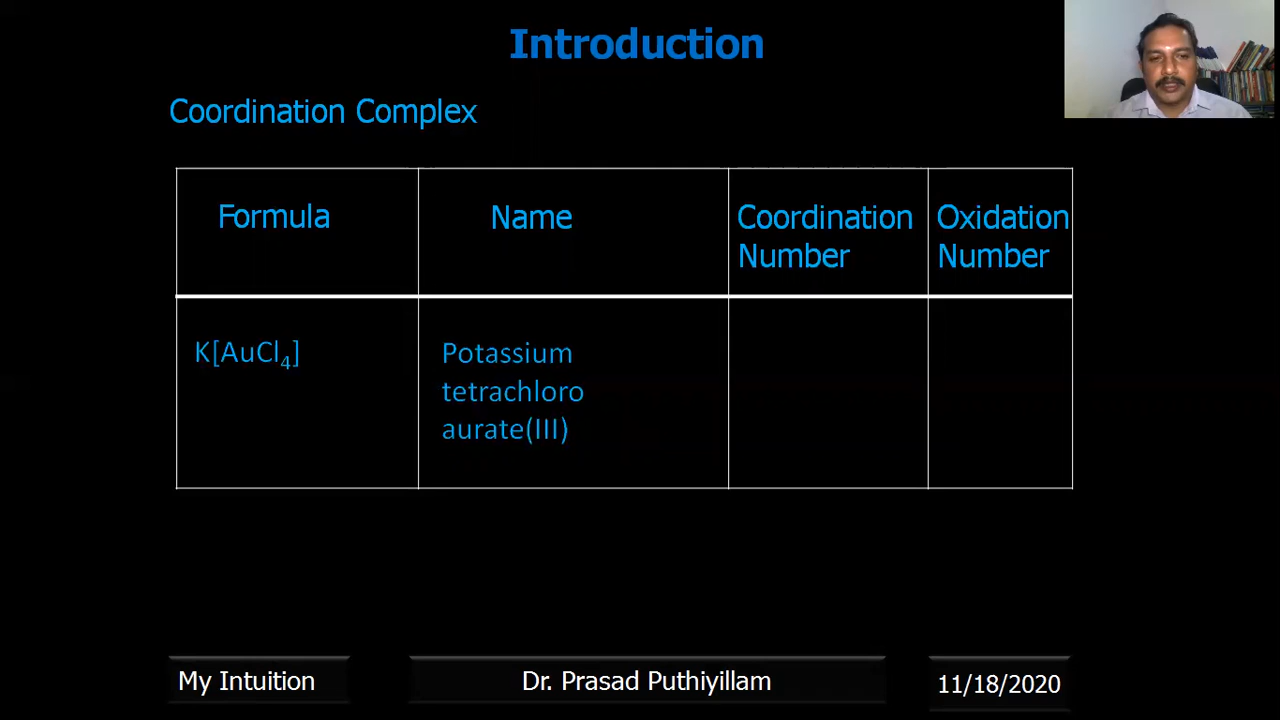 Introduction
Coordination Complex
Formula
Name
Coordination
Number
Oxidation
Number
K[AuCl₄]
Potassium
tetrachloro
aurate(III)
My Intuition
Dr. Prasad Puthiyillam
11/18/2020